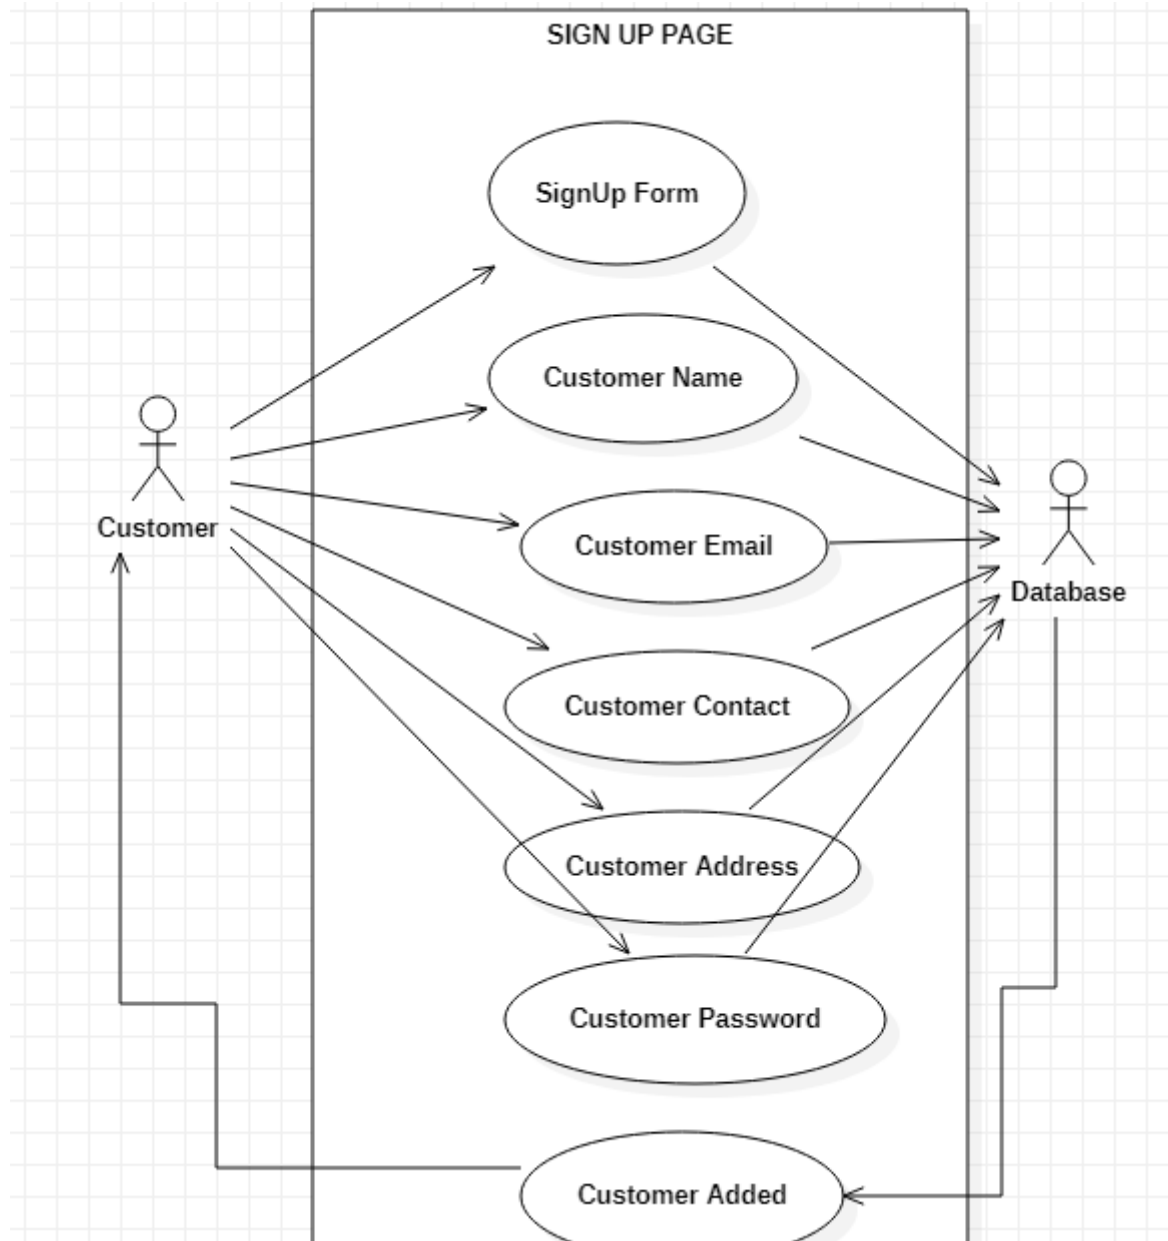 SIGN UP PAGE
SignUp Form
Customer Name
Customer
Customer Email
Database
Customer Contact
Customer Address
Customer Password
Customer Added